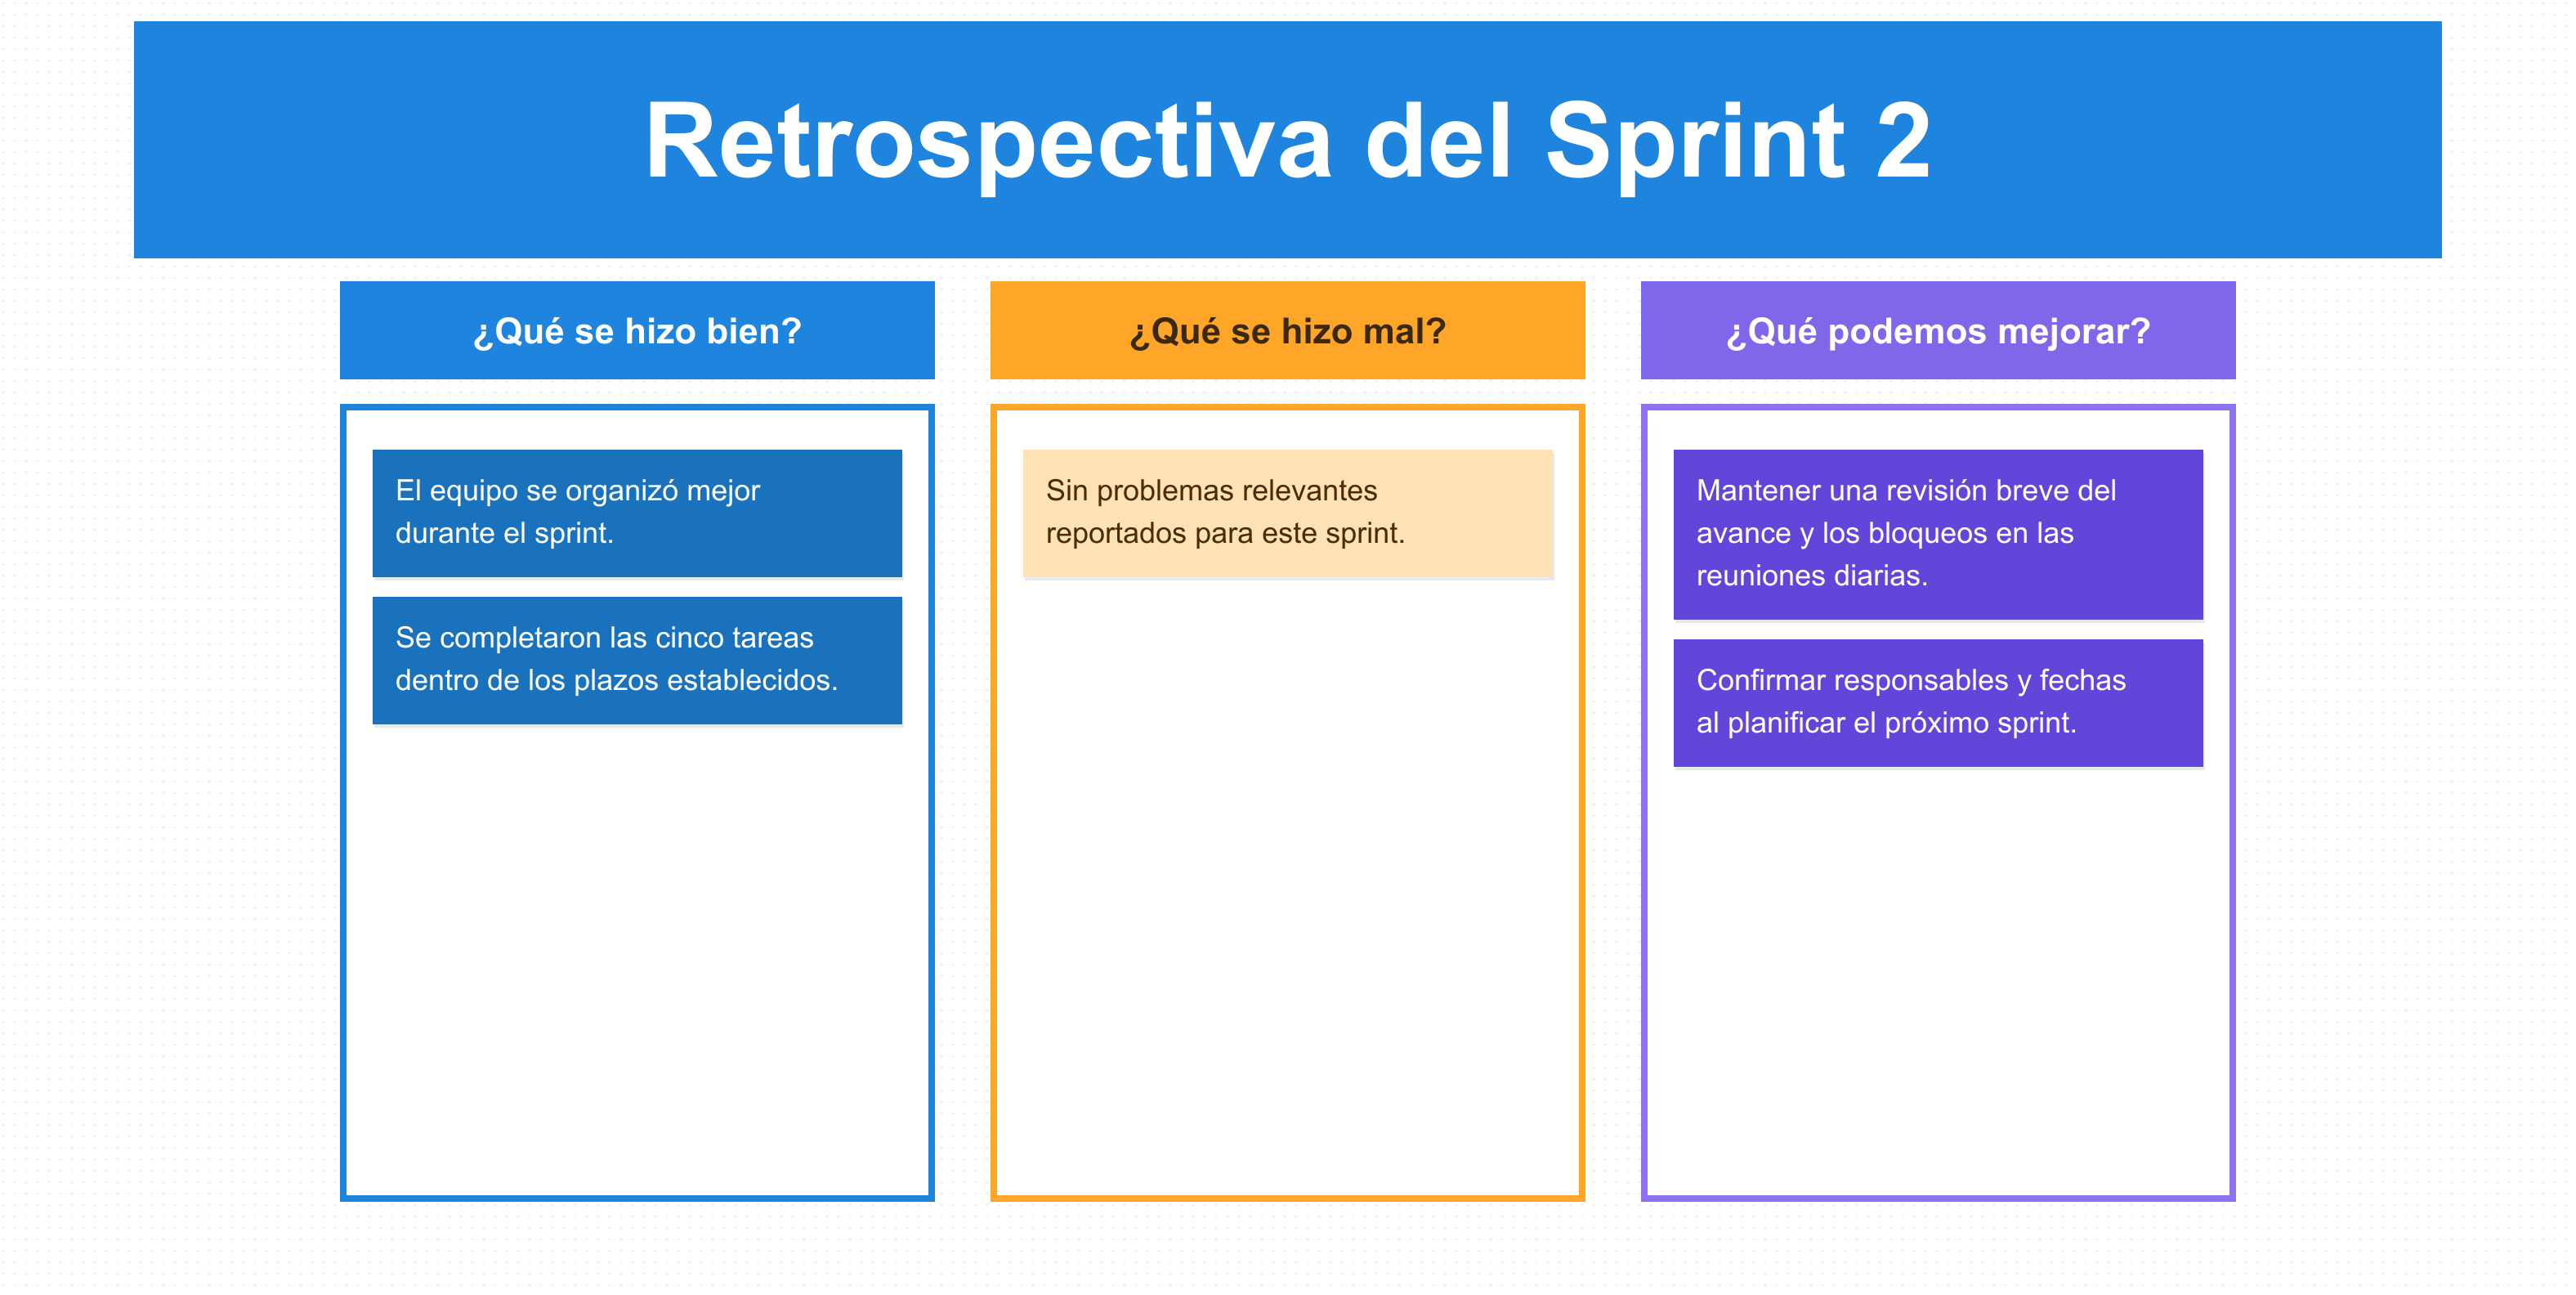 Retrospectiva del Sprint 2
¿Qué se hizo bien?
El equipo se organizó mejor
durante el sprint.
Se completaron las cinco tareas
dentro de los plazos establecidos.
¿Qué se hizo mal?
Sin problemas relevantes
reportados para este sprint.
¿Qué podemos mejorar?
Mantener una revisión breve del
avance y los bloqueos en las
reuniones diarias.
Confirmar responsables y fechas
al planificar el próximo sprint.